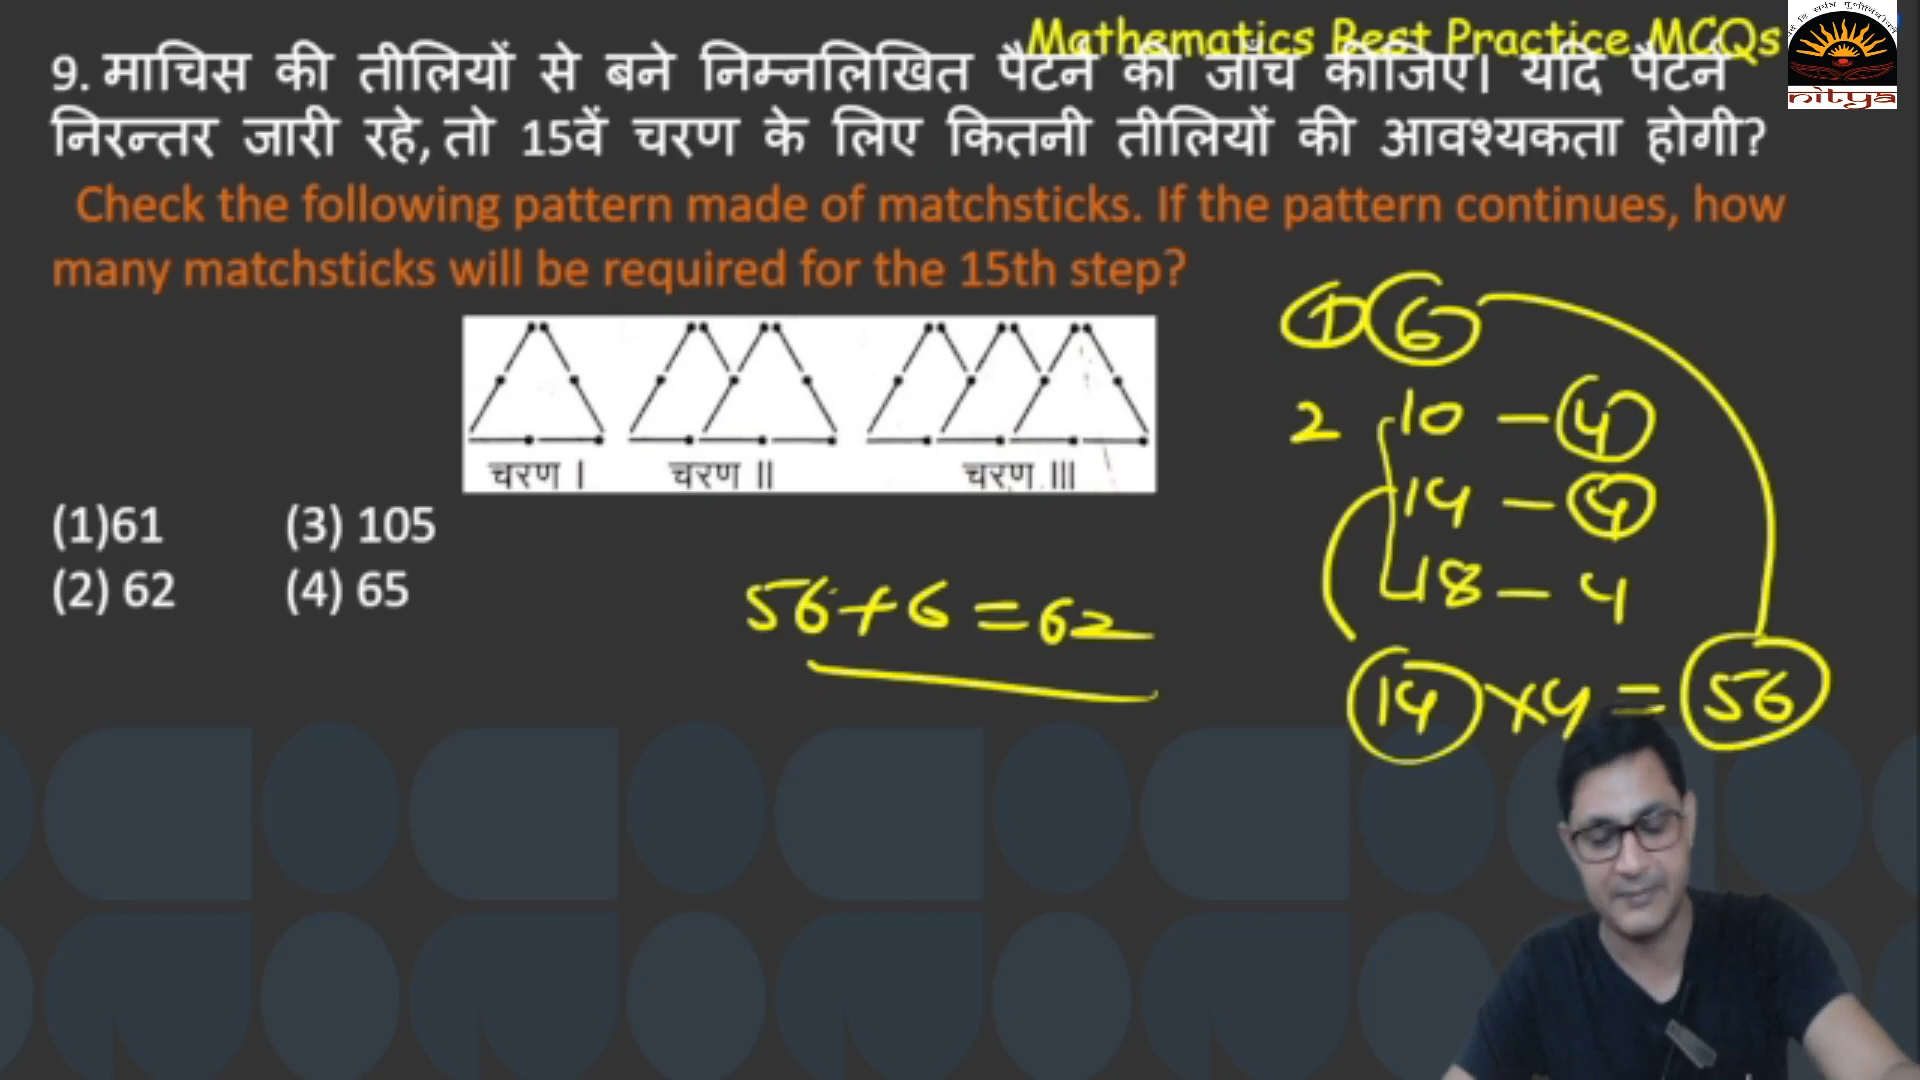 Mathematics Best Practice MCQs
nitya
9. माचिस की तीलियों से बने निम्नलिखित पैटर्न की जाँच कीजिए। यदि पैटर्न
निरन्तर जारी रहे, तो 15वें चरण के लिए कितनी तीलियों की आवश्यकता होगी?
Check the following pattern made of matchsticks. If the pattern continues, how
many matchsticks will be required for the 15th step?
चरण I चरण II चरण III
(1)61 (3) 105
(2) 62 (4) 65
1 6
2 10 - 4
14 - 4
18 - 4
14 x 4 = 56
56+6=62